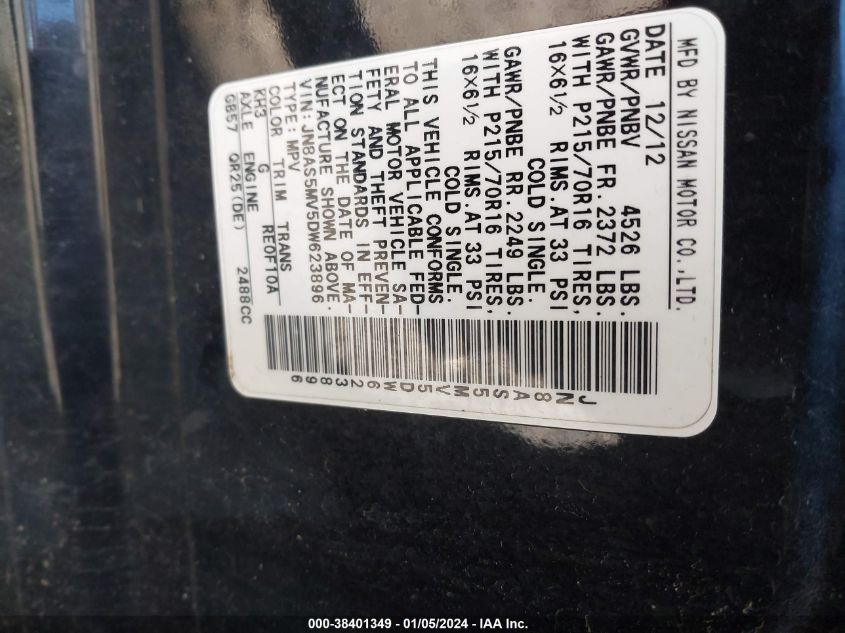 MFD BY NISSAN MOTOR CO.,LTD.
DATE 12/12
GVWR/PNBV 4526 LBS.
GAWR/PNBE FR. 2372 LBS.
WITH P215/70R16 TIRES,
16X6½ RIMS.AT 33 PSI
COLD SINGLE.
GAWR/PNBE RR. 2249 LBS.
WITH P215/70R16 TIRES,
16X6½ RIMS.AT 33 PSI
COLD SINGLE.
THIS VEHICLE CONFORMS
TO ALL APPLICABLE FED-
ERAL MOTOR VEHICLE SA-
FETY AND THEFT PREVEN-
TION STANDARDS IN EFF-
ECT ON THE DATE OF MA-
NUFACTURE SHOWN ABOVE.
VIN: JN8AS5MV5DW623896
TYPE: MPV
COLOR TRIM TRANS
KH3 G RE0F10A
AXLE ENGINE
GB57 QR25(DE) 2488CC
JN8AS5MV5DW623896
000-38401349 - 01/05/2024 - IAA Inc.